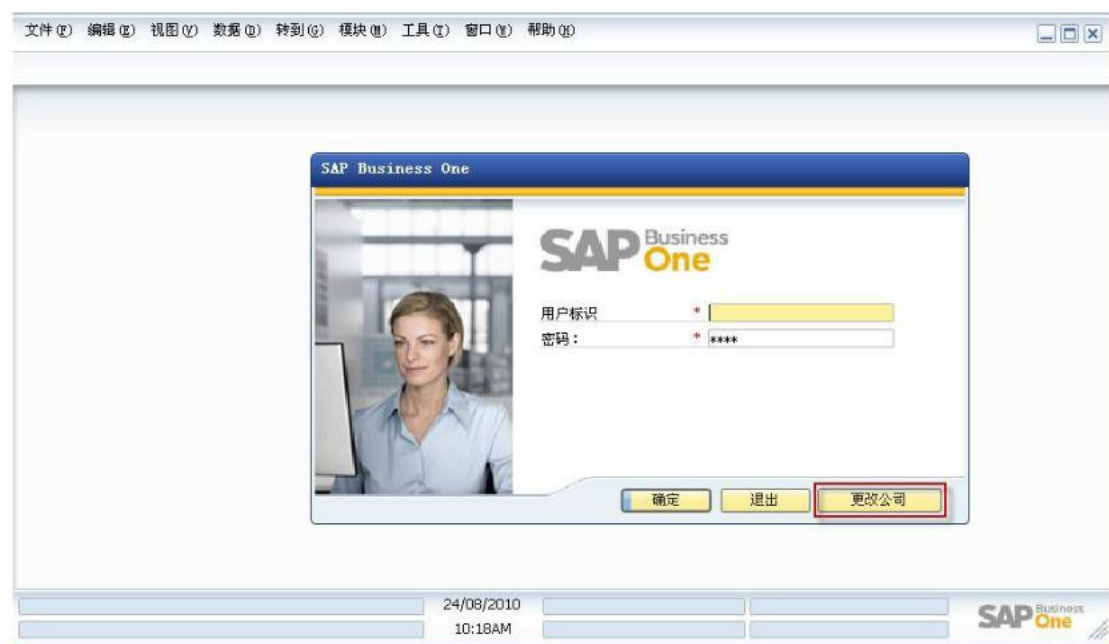 文件(F) 编辑(E) 视图(V) 数据(D) 转到(G) 模块(M) 工具(T) 窗口(W) 帮助(H)
SAP Business One
SAP Business One
用户标识 *
密码: * ****
确定 退出 更改公司
24/08/2010
10:18AM
SAP Business One